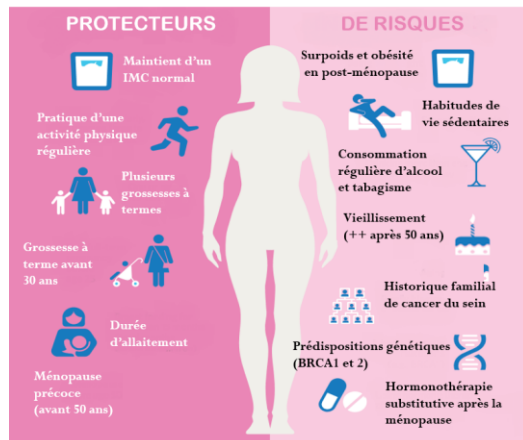 PROTECTEURS
Maintient d'un
IMC normal
Pratique d'une
activité physique
régulière
Plusieurs
grossesses à
termes
Grossesse à
terme avant
30 ans
Durée
d'allaitement
Ménopause
précoce
(avant 50 ans)
DE RISQUES
Surpoids et obésité
en post-ménopause
Habitudes de
vie sédentaires
Consommation
régulière d'alcool
et tabagisme
Vieillissement
(++ après 50 ans)
Historique familial
de cancer du sein
Prédispositions génétiques
(BRCA1 et 2)
Hormonothérapie
substitutive après la
ménopause